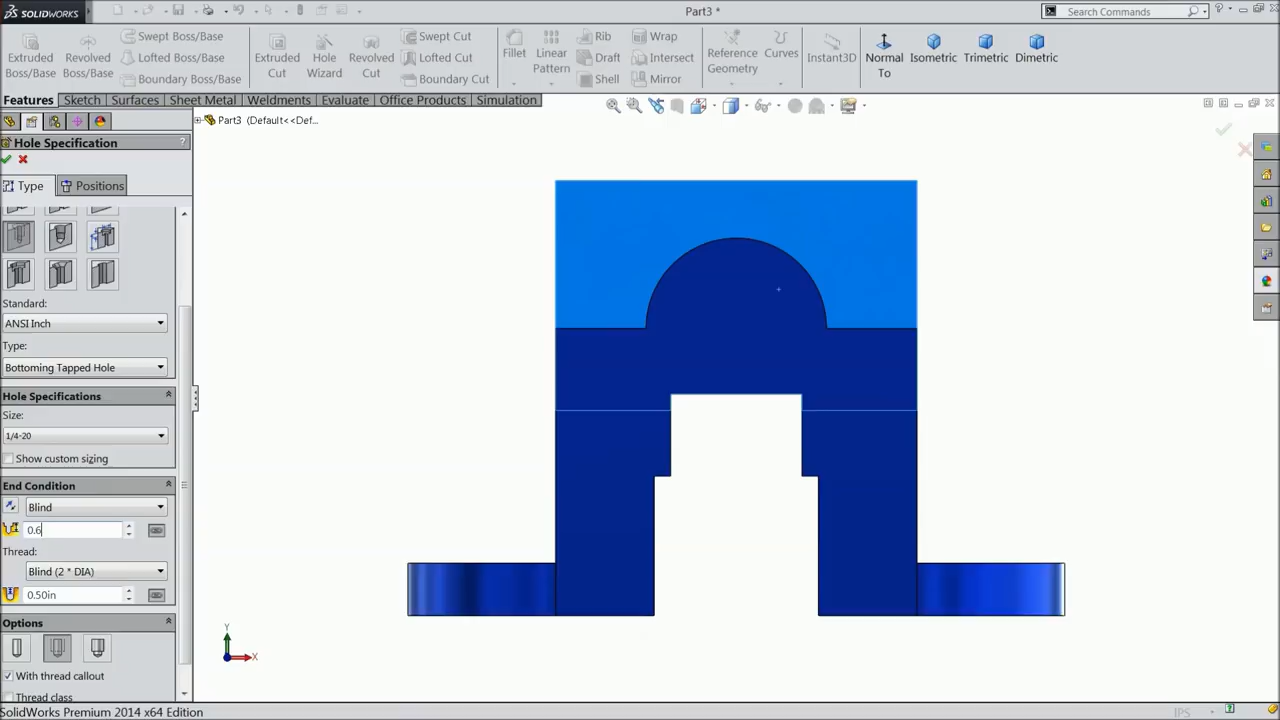 SOLIDWORKS
Part3 *
Search Commands
Extruded Boss/Base
Revolved Boss/Base
Swept Boss/Base
Lofted Boss/Base
Boundary Boss/Base
Extruded Cut
Hole Wizard
Revolved Cut
Swept Cut
Lofted Cut
Boundary Cut
Fillet
Linear Pattern
Rib
Draft
Shell
Wrap
Intersect
Mirror
Reference Geometry
Curves
Instant3D
Normal To
Isometric
Trimetric
Dimetric
Features
Sketch
Surfaces
Sheet Metal
Weldments
Evaluate
Office Products
Simulation
Part3 (Default<<Def...
Hole Specification
?
Type
Positions
Standard:
ANSI Inch
Type:
Bottoming Tapped Hole
Hole Specifications
Size:
1/4-20
Show custom sizing
End Condition
Blind
0.6
Thread:
Blind (2 * DIA)
0.50in
Options
With thread callout
Thread class
Y
X
SolidWorks Premium 2014 x64 Edition
IPS